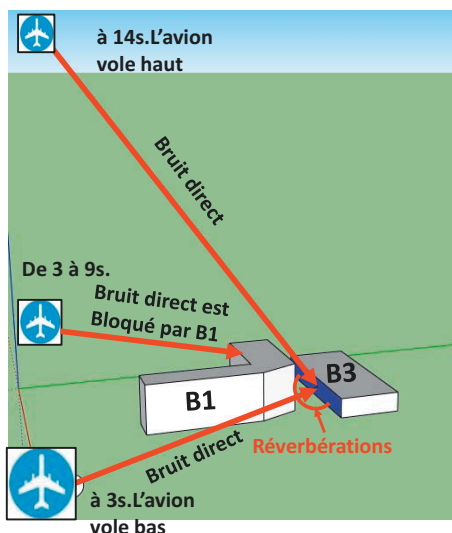 à 14s.L’avion
vole haut
Bruit direct
De 3 à 9s.
Bruit direct est
Bloqué par B1
B3
B1
Bruit direct
Réverbérations
à 3s.L’avion
vole bas